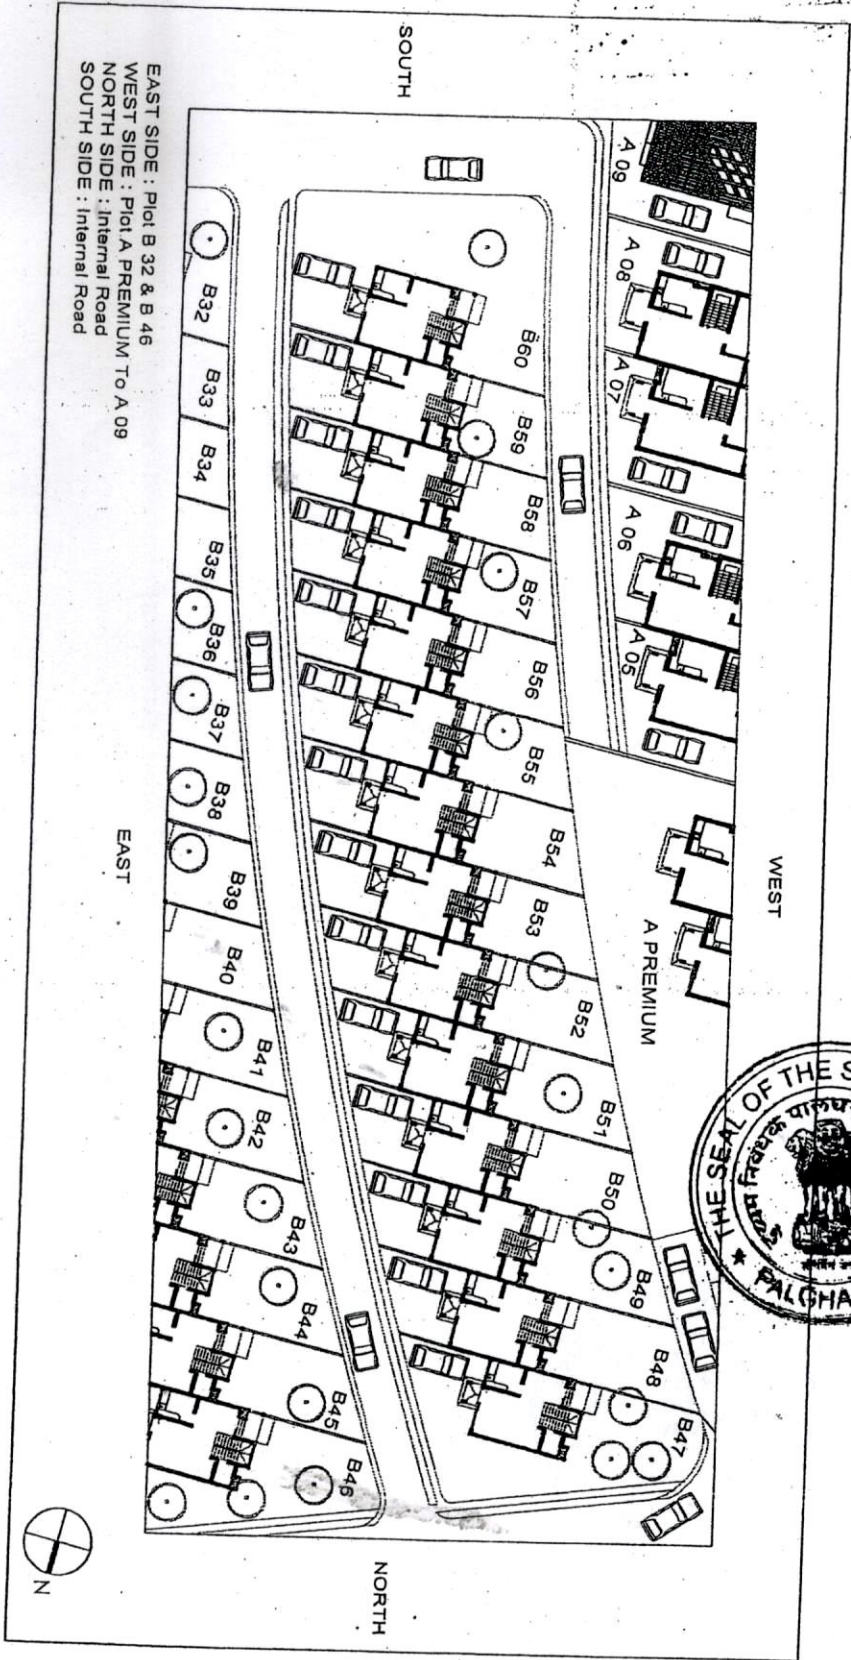 SOUTH
WEST
EAST
NORTH
A 09
A 08
A 07
A 06
A 05
A PREMIUM
B60
B59
B58
B57
B56
B55
B54
B53
B52
B51
B50
B49
B48
B47
B32
B33
B34
B35
B36
B37
B38
B39
B40
B41
B42
B43
B44
B45
B46
EAST SIDE : Plot B 32 & B 46
WEST SIDE : Plot A PREMIUM To A 09
NORTH SIDE : Internal Road
SOUTH SIDE : Internal Road
N
THE SEAL OF THE S
PALGHA